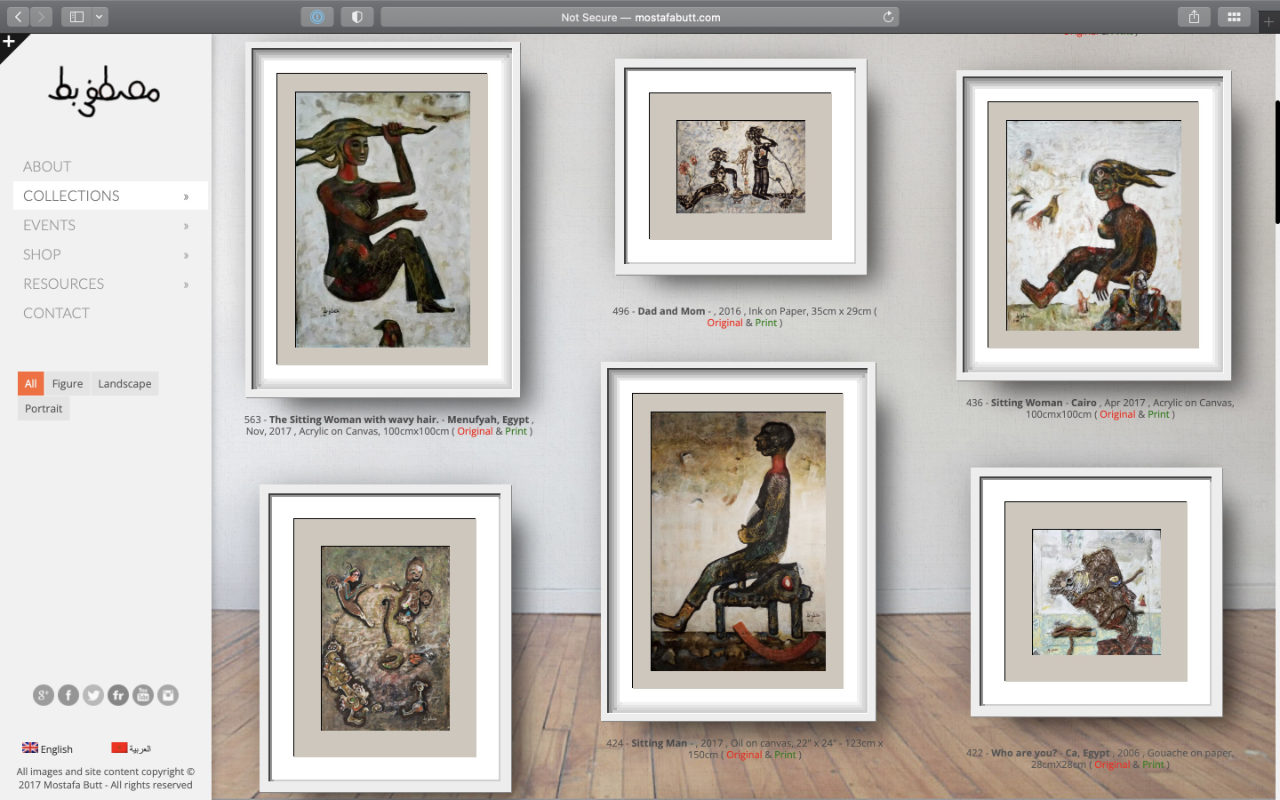 Not Secure — mostafabutt.com
+
مصطفى بط
ABOUT
COLLECTIONS »
EVENTS »
SHOP »
RESOURCES »
CONTACT
All Figure Landscape
Portrait
563 - The Sitting Woman with wavy hair. - Menufyah, Egypt ,
Nov, 2017 , Acrylic on Canvas, 100cmx100cm ( Original & Print )
496 - Dad and Mom - , 2016 , Ink on Paper, 35cm x 29cm (
Original & Print )
436 - Sitting Woman - Cairo , Apr 2017 , Acrylic on Canvas,
100cmx100cm ( Original & Print )
424 - Sitting Man - , 2017 , Oil on canvas, 22" x 24" - 123cm x
150cm ( Original & Print )
422 - Who are you? - Ca, Egypt , 2006 , Gouache on paper,
28cmX28cm ( Original & Print )
English العربية
All images and site content copyright ©
2017 Mostafa Butt - All rights reserved